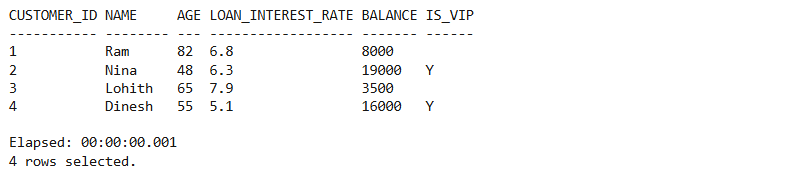 CUSTOMER_ID NAME     AGE LOAN_INTEREST_RATE BALANCE IS_VIP
----------- -------- --- ------------------ ------- ------
1           Ram      82  6.8                8000
2           Nina     48  6.3                19000   Y
3           Lohith   65  7.9                3500
4           Dinesh   55  5.1                16000   Y
Elapsed: 00:00:00.001
4 rows selected.